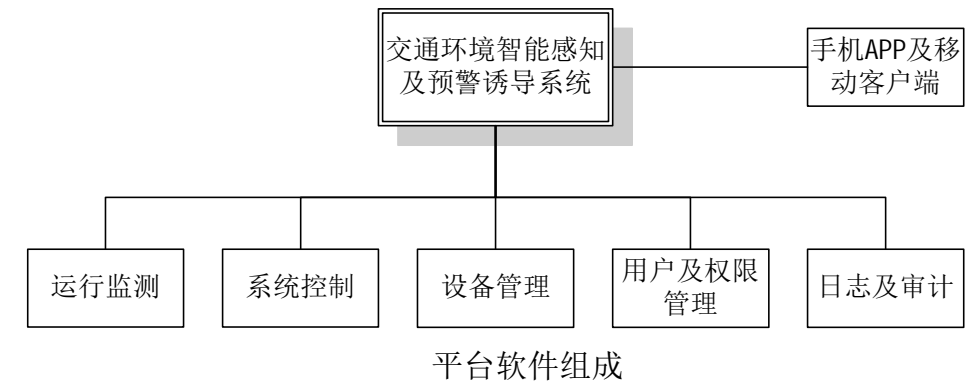 交通环境智能感知
及预警诱导系统
手机APP及移
动客户端
运行监测
系统控制
设备管理
用户及权限
管理
日志及审计
平台软件组成